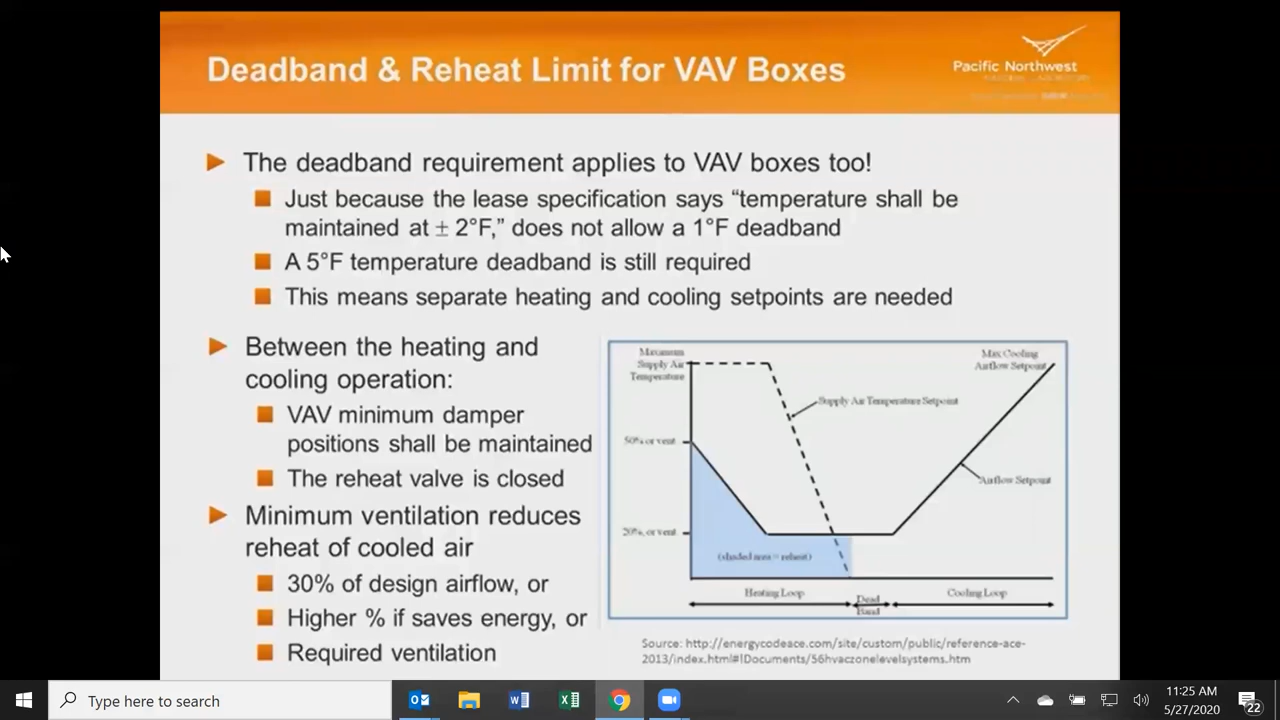 Deadband & Reheat Limit for VAV Boxes
Pacific Northwest
The deadband requirement applies to VAV boxes too!
Just because the lease specification says “temperature shall be
maintained at ± 2°F,” does not allow a 1°F deadband
A 5°F temperature deadband is still required
This means separate heating and cooling setpoints are needed
Between the heating and
cooling operation:
VAV minimum damper
positions shall be maintained
The reheat valve is closed
Minimum ventilation reduces
reheat of cooled air
30% of design airflow, or
Higher % if saves energy, or
Required ventilation
Maximum
Supply Air
Temperature
Max Cooling
Airflow Setpoint
Supply Air Temperature Setpoint
50% or vent.
Airflow Setpoint
20%, or vent.
(shaded area = reheat)
Heating Loop
Dead
Band
Cooling Loop
Source: http://energycodeace.com/site/custom/public/reference-ace-
2013/index.html#!Documents/56hvaczonelevelsystems.htm
Type here to search
11:25 AM
5/27/2020
22